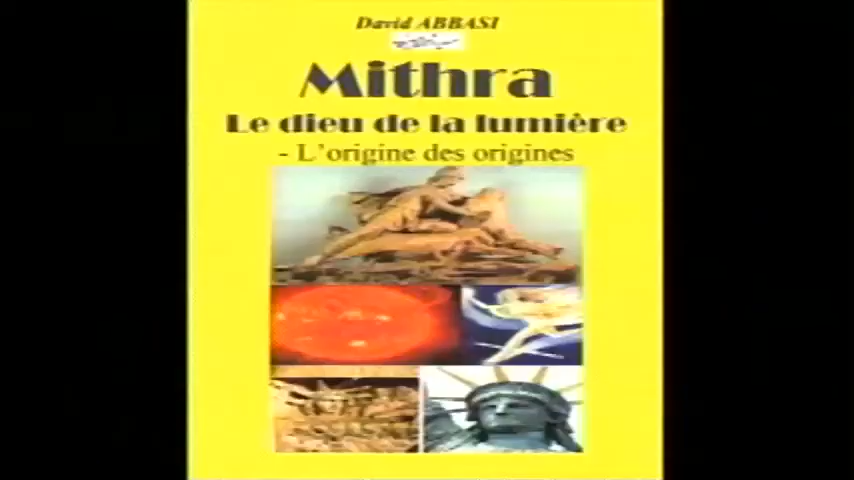 David ABBASI
Mithra
Le dieu de la lumière
- L'origine des origines